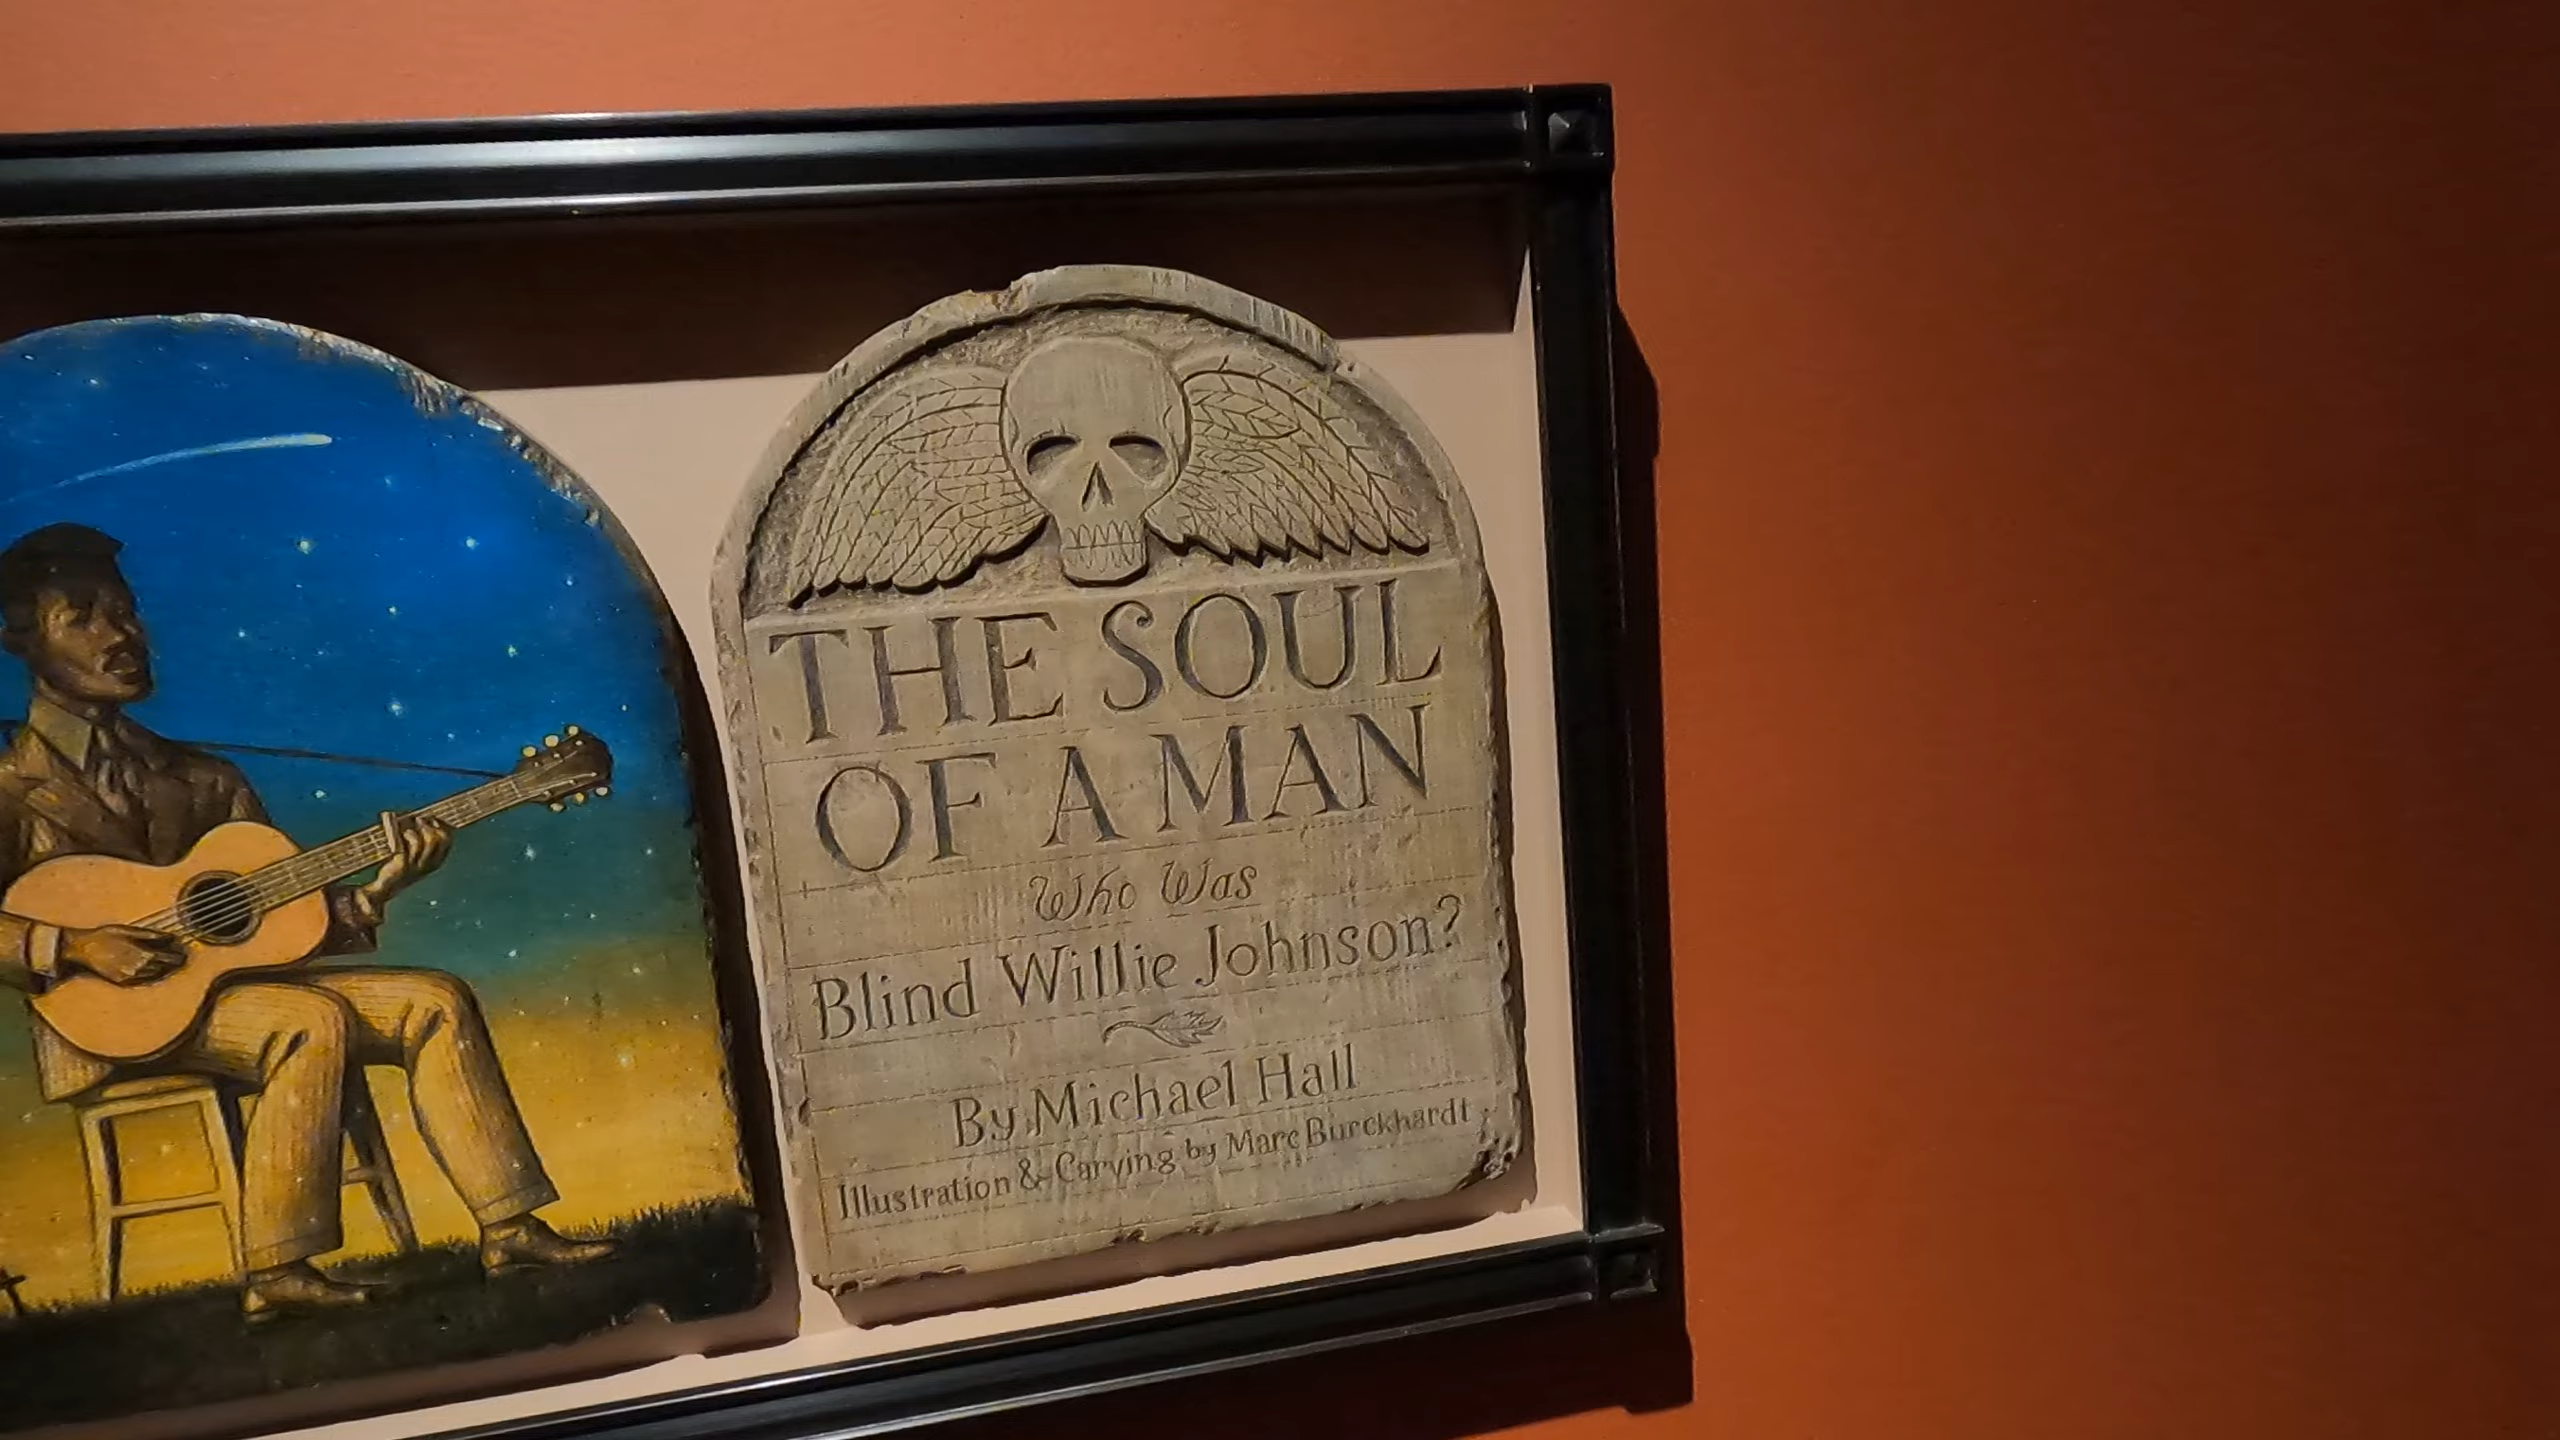 THE SOUL
OF A MAN
Who Was
Blind Willie Johnson?
By Michael Hall
Illustration & Carving by Marc Burckhardt